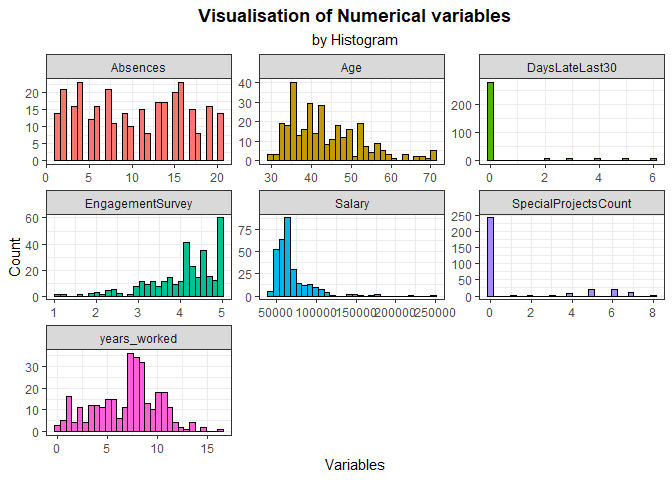 Visualisation of Numerical variables
by Histogram
Absences
Age
DaysLateLast30
20
15
10
5
0
0 5 10 15 20
40
30
20
10
0
30 40 50 60 70
200
100
0
0 2 4 6
EngagementSurvey
Salary
SpecialProjectsCount
Count
60
40
20
0
1 2 3 4 5
75
50
25
0
50000 100000 150000 200000 250000
250
200
150
100
50
0
0 2 4 6 8
years_worked
30
20
10
0
0 5 10 15
Variables